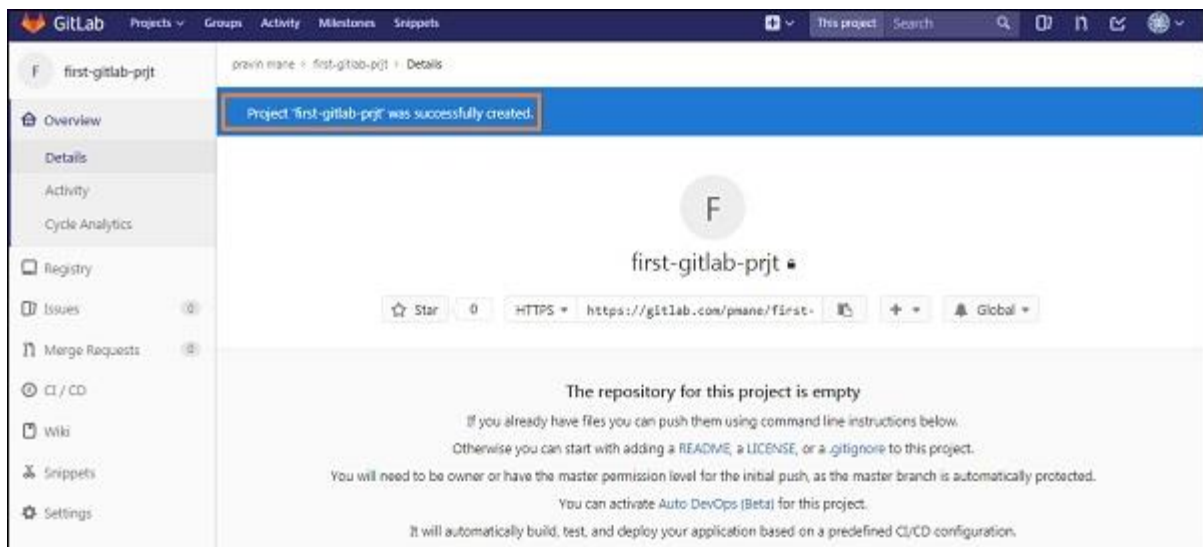 GitLab Projects Groups Activity Milestones Snippets This project Search
F first-gitlab-prjt
pravin mane > first-gitlab-prjt > Details
Project 'first-gitlab-prjt' was successfully created.
Overview
Details
Activity
Cycle Analytics
Registry
Issues 0
Merge Requests 0
CI / CD
Wiki
Snippets
Settings
F
first-gitlab-prjt
Star 0 HTTPS https://gitlab.com/pmane/first- Global
The repository for this project is empty
If you already have files you can push them using command line instructions below.
Otherwise you can start with adding a README, a LICENSE, or a .gitignore to this project.
You will need to be owner or have the master permission level for the initial push, as the master branch is automatically protected.
You can activate Auto DevOps (Beta) for this project.
It will automatically build, test, and deploy your application based on a predefined CI/CD configuration.